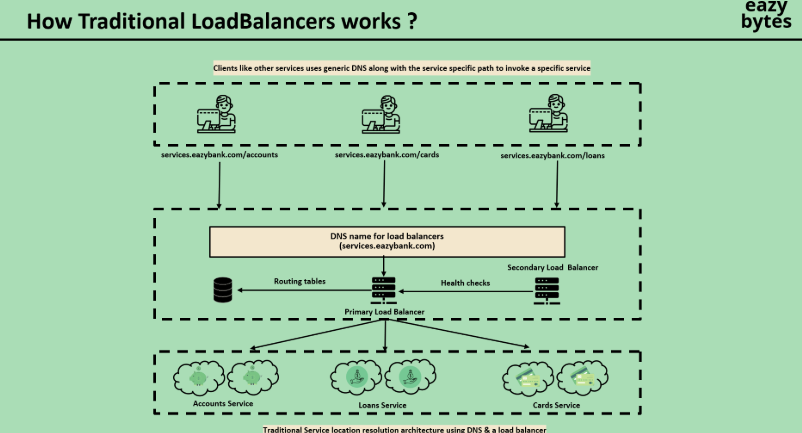 How Traditional LoadBalancers works ?
eazy
bytes
Clients like other services uses generic DNS along with the service specific path to invoke a specific service
services.eazybank.com/accounts
services.eazybank.com/cards
services.eazybank.com/loans
DNS name for load balancers
(services.eazybank.com)
Secondary Load Balancer
Routing tables
Health checks
Primary Load Balancer
Accounts Service
Loans Service
Cards Service
Traditional Service location resolution architecture using DNS & a load balancer